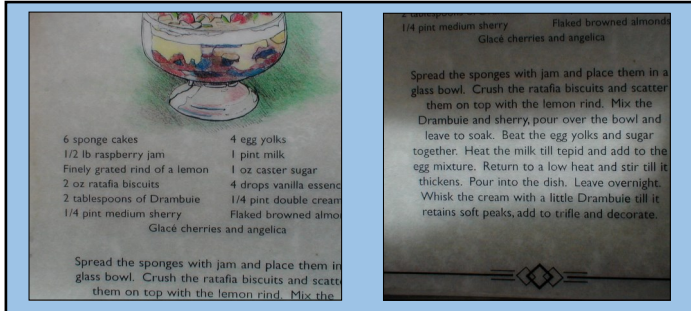 6 sponge cakes
1/2 lb raspberry jam
Finely grated rind of a lemon
2 oz ratafia biscuits
2 tablespoons of Drambuie
1/4 pint medium sherry
4 egg yolks
1 pint milk
1 oz caster sugar
4 drops vanilla essenc
1/4 pint double cream
Flaked browned almo
Glacé cherries and angelica
Spread the sponges with jam and place them in
glass bowl. Crush the ratafia biscuits and scatt
them on top with the lemon rind. Mix the
1/4 pint medium sherry
Flaked browned almonds
Glacé cherries and angelica
Spread the sponges with jam and place them in a
glass bowl. Crush the ratafia biscuits and scatter
them on top with the lemon rind. Mix the
Drambuie and sherry, pour over the bowl and
leave to soak. Beat the egg yolks and sugar
together. Heat the milk till tepid and add to the
egg mixture. Return to a low heat and stir till it
thickens. Pour into the dish. Leave overnight.
Whisk the cream with a little Drambuie till it
retains soft peaks, add to trifle and decorate.